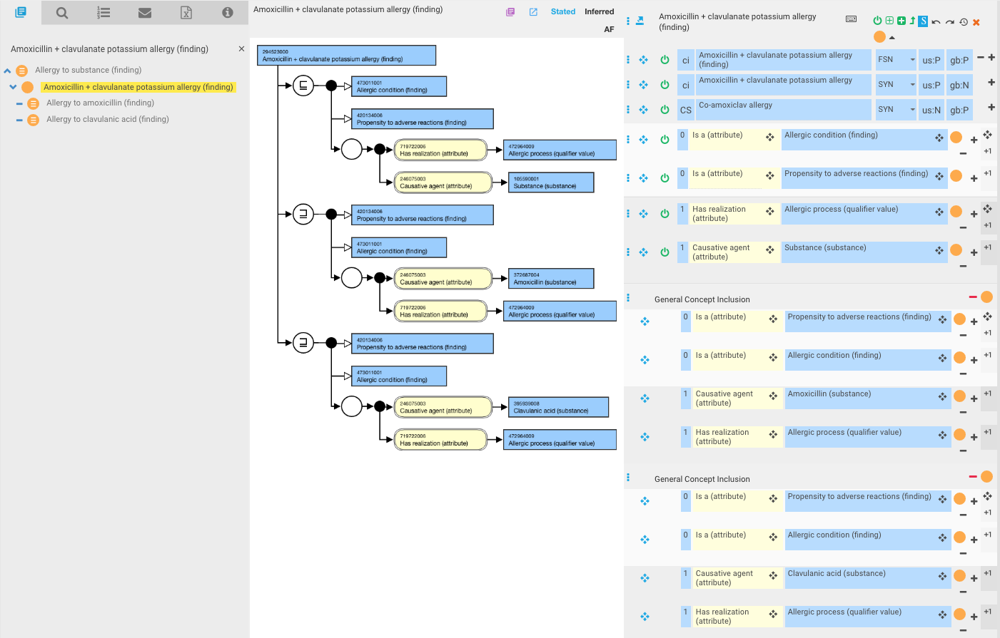 Amoxicillin + clavulanate potassium allergy (finding)
Allergy to substance (finding)
Amoxicillin + clavulanate potassium allergy (finding)
Allergy to amoxicillin (finding)
Allergy to clavulanic acid (finding)
Amoxicillin + clavulanate potassium allergy (finding)
Stated
Inferred
AF
294523000
Amoxicillin + clavulanate potassium allergy (finding)
473011001
Allergic condition (finding)
420134006
Propensity to adverse reactions (finding)
719722006
Has realization (attribute)
472964009
Allergic process (qualifier value)
246075003
Causative agent (attribute)
105590001
Substance (substance)
420134006
Propensity to adverse reactions (finding)
473011001
Allergic condition (finding)
246075003
Causative agent (attribute)
372687004
Amoxicillin (substance)
719722006
Has realization (attribute)
472964009
Allergic process (qualifier value)
420134006
Propensity to adverse reactions (finding)
473011001
Allergic condition (finding)
246075003
Causative agent (attribute)
395939008
Clavulanic acid (substance)
719722006
Has realization (attribute)
472964009
Allergic process (qualifier value)
Amoxicillin + clavulanate potassium allergy
(finding)
S
ci
Amoxicillin + clavulanate potassium allergy
(finding)
FSN
us:P
gb:P
ci
Amoxicillin + clavulanate potassium allergy
SYN
us:P
gb:N
CS
Co-amoxiclav allergy
SYN
us:N
gb:P
0
Is a (attribute)
Allergic condition (finding)
+1
0
Is a (attribute)
Propensity to adverse reactions (finding)
+1
1
Has realization
(attribute)
Allergic process (qualifier value)
+1
1
Causative agent
(attribute)
Substance (substance)
+1
General Concept Inclusion
0
Is a (attribute)
Propensity to adverse reactions (finding)
+1
0
Is a (attribute)
Allergic condition (finding)
+1
1
Causative agent
(attribute)
Amoxicillin (substance)
+1
1
Has realization
(attribute)
Allergic process (qualifier value)
+1
General Concept Inclusion
0
Is a (attribute)
Propensity to adverse reactions (finding)
+1
0
Is a (attribute)
Allergic condition (finding)
+1
1
Causative agent
(attribute)
Clavulanic acid (substance)
+1
1
Has realization
(attribute)
Allergic process (qualifier value)
+1